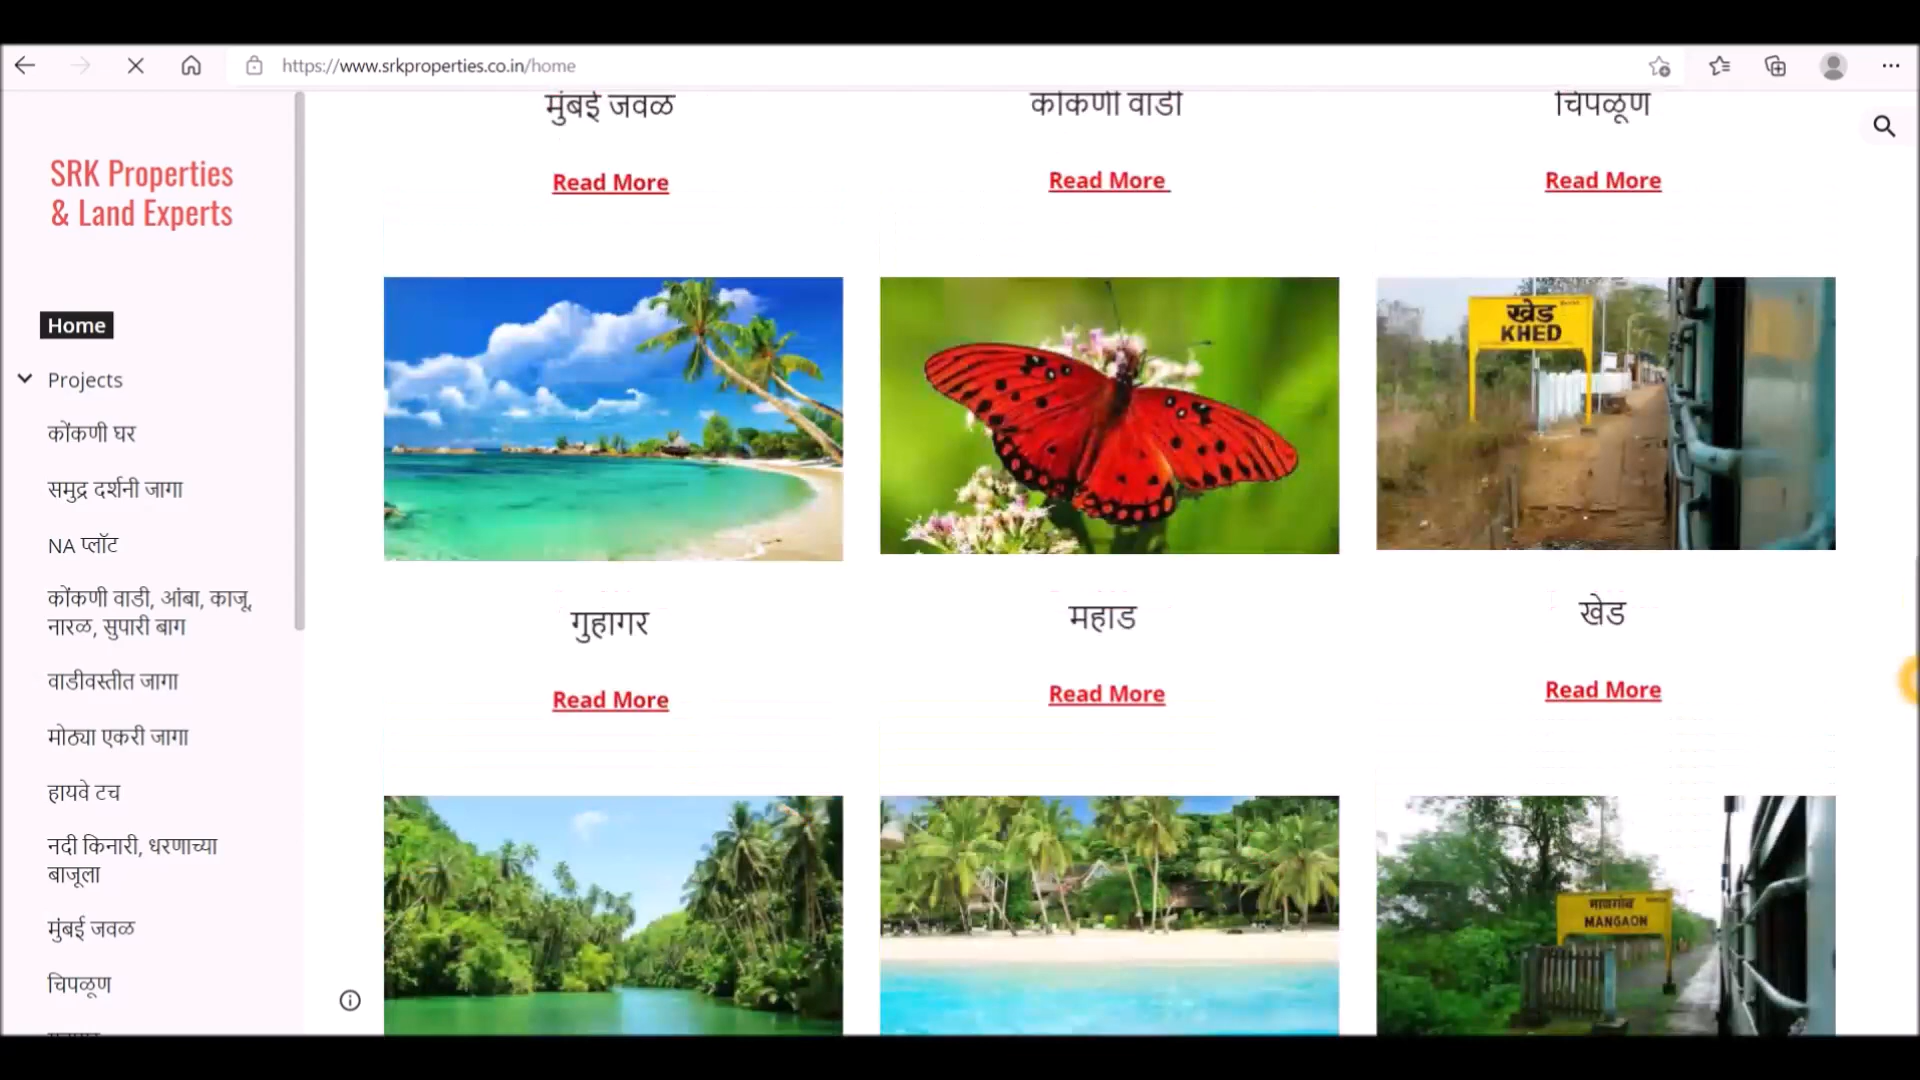 https://www.srkproperties.co.in/home
SRK Properties
& Land Experts
Home
Projects
कोंकणी घर
समुद्र दर्शनी जागा
NA प्लॉट
कोंकणी वाडी, आंबा, काजू,
नारळ, सुपारी बाग
वाडीवस्तीत जागा
मोठ्या एकरी जागा
हायवे टच
नदी किनारी, धरणाच्या
बाजूला
मुंबई जवळ
चिपळूण
मुंबई जवळ
कोंकणी वाडी
चिपळूण
Read More
Read More
Read More
खेड
KHED
गुहागर
महाड
खेड
Read More
Read More
Read More
माणगांव
MANGAON